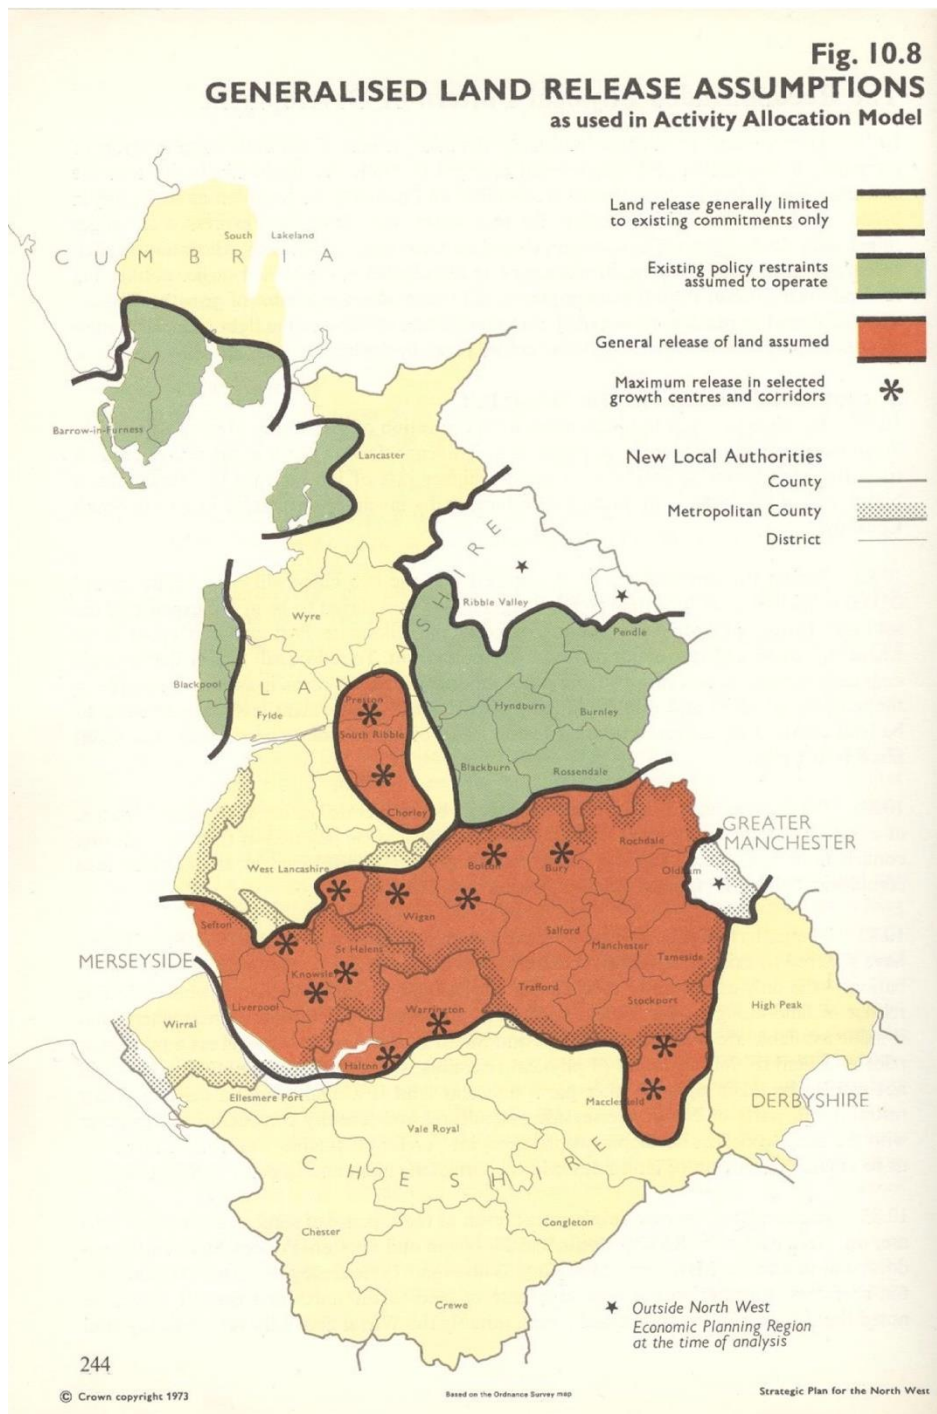 Fig. 10.8
GENERALISED LAND RELEASE ASSUMPTIONS
as used in Activity Allocation Model
Land release generally limited
to existing commitments only
Existing policy restraints
assumed to operate
General release of land assumed
Maximum release in selected
growth centres and corridors
New Local Authorities
County
Metropolitan County
District
South Lakeland
CUMBRIA
Barrow-in-Furness
Lancaster
LANCASHIRE
Ribble Valley
Wyre
Pendle
Blackpool
Fylde
Preston
Hyndburn
Burnley
South Ribble
Blackburn
Rossendale
Chorley
GREATER
MANCHESTER
Rochdale
West Lancashire
Bolton
Bury
Oldham
Sefton
Wigan
Salford
Manchester
MERSEYSIDE
St Helens
Tameside
Knowsley
Trafford
Stockport
Liverpool
Warrington
High Peak
Wirral
Halton
Ellesmere Port
Macclesfield
DERBYSHIRE
Vale Royal
CHESHIRE
Chester
Congleton
Crewe
Outside North West
Economic Planning Region
at the time of analysis
244
© Crown copyright 1973
Based on the Ordnance Survey map
Strategic Plan for the North West